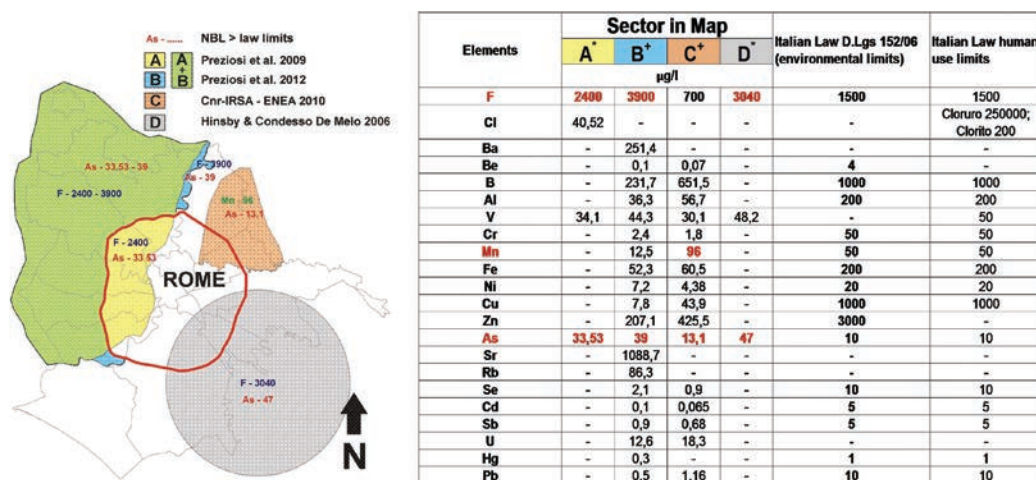 As - ...... NBL > law limits
A A + B Preziosi et al. 2009
B Preziosi et al. 2012
C Cnr-IRSA - ENEA 2010
D Hinsby & Condesso De Melo 2006
As - 33,53 - 39
F - 2400 - 3900
F - 3900
As - 39
Mn - 96
As - 13,1
F - 2400
As - 33 53
ROME
F - 3040
As - 47
N
Elements Sector in Map Italian Law D.Lgs 152/06 (environmental limits) Italian Law human use limits
A* B+ C+ D*
µg/l
F 2400 3900 700 3040 1500 1500
Cl 40,52 - - - - Cloruro 250000; Clorito 200
Ba - 251,4 - - - -
Be - 0,1 0,07 - 4 -
B - 231,7 651,5 - 1000 1000
Al - 36,3 56,7 - 200 200
V 34,1 44,3 30,1 48,2 - 50
Cr - 2,4 1,8 - 50 50
Mn - 12,5 96 - 50 50
Fe - 52,3 60,5 - 200 200
Ni - 7,2 4,38 - 20 20
Cu - 7,8 43,9 - 1000 1000
Zn - 207,1 425,5 - 3000 -
As 33,53 39 13,1 47 10 10
Sr - 1088,7 - - -
Rb - 86,3 - - - -
Se - 2,1 0,9 - 10 10
Cd - 0,1 0,065 - 5 5
Sb - 0,9 0,68 - 5 5
U - 12,6 18,3 - - -
Hg - 0,3 - - 1 1
Pb - 0,5 1,16 - 10 10